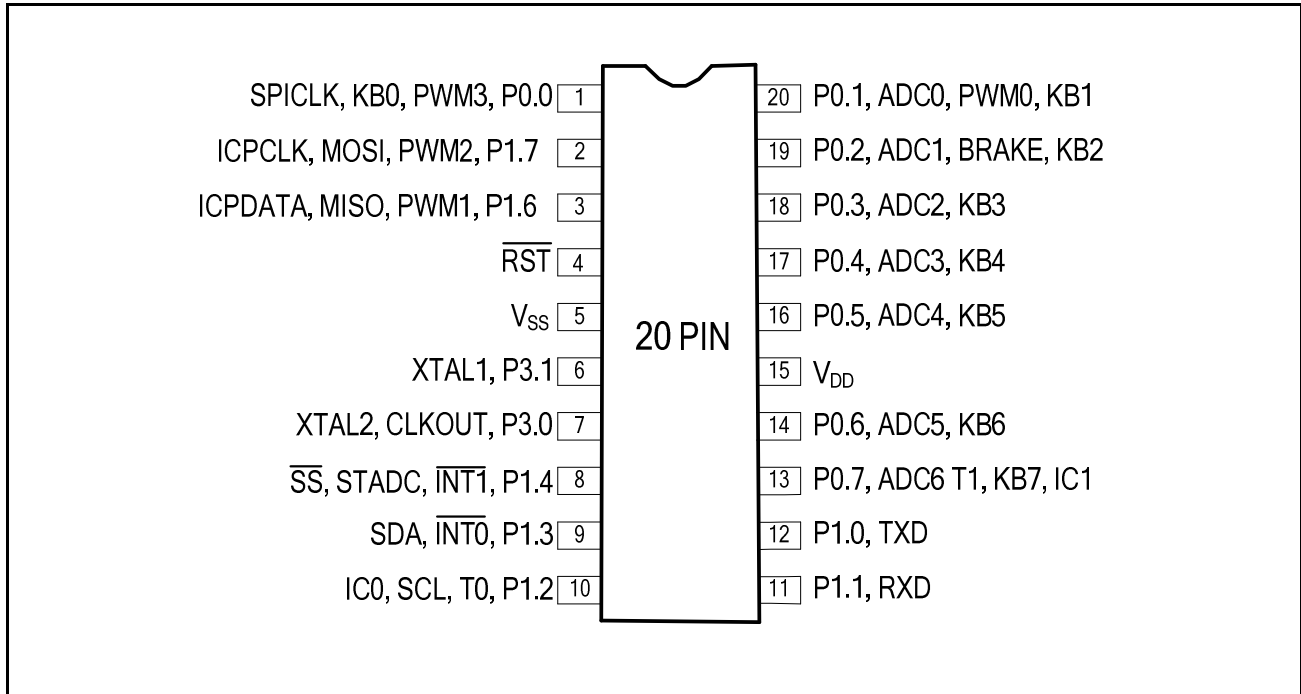 SPICLK, KB0, PWM3, P0.0 1
ICPCLK, MOSI, PWM2, P1.7 2
ICPDATA, MISO, PWM1, P1.6 3
R̅S̅T̅ 4
VSS 5
XTAL1, P3.1 6
XTAL2, CLKOUT, P3.0 7
S̅S̅, STADC, I̅N̅T̅1̅, P1.4 8
SDA, I̅N̅T̅0̅, P1.3 9
IC0, SCL, T0, P1.2 10
20 PIN
20 P0.1, ADC0, PWM0, KB1
19 P0.2, ADC1, BRAKE, KB2
18 P0.3, ADC2, KB3
17 P0.4, ADC3, KB4
16 P0.5, ADC4, KB5
15 VDD
14 P0.6, ADC5, KB6
13 P0.7, ADC6 T1, KB7, IC1
12 P1.0, TXD
11 P1.1, RXD